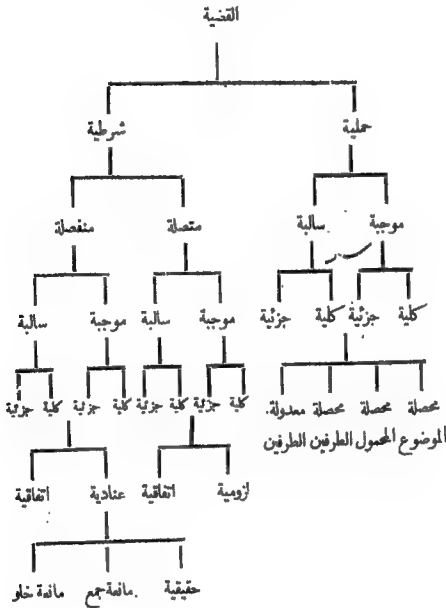 القضية
حملية شرطية
موجبة سالبة متصلة منفصلة
كلية جزئية كلية جزئية موجبة سالبة موجبة سالبة
محصلة محصلة محصلة معدولة. كلية جزئية كلية جزئية كلية جزئية كلية جزئية
الموضوع المحمول الطرفين الطرفين
لزومية اتفاقية عنادية اتفاقية
حقيقية مانعة جمع. مانعة خلو